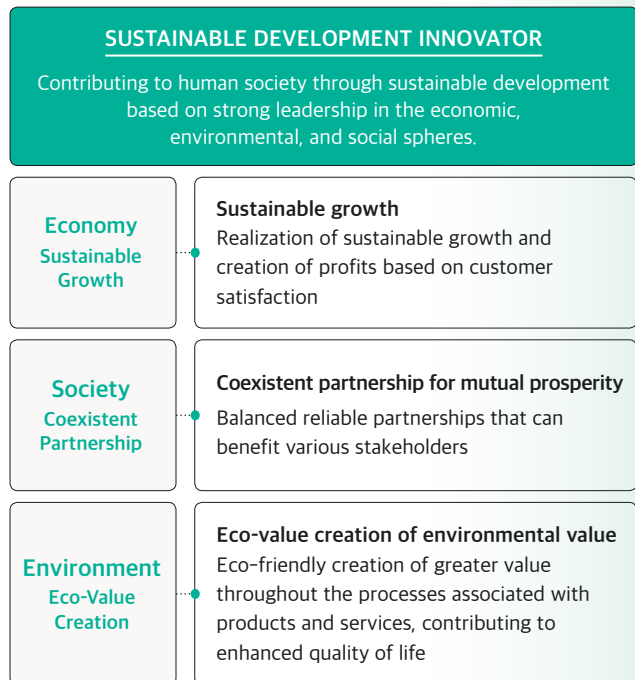 SUSTAINABLE DEVELOPMENT INNOVATOR
Contributing to human society through sustainable development
based on strong leadership in the economic,
environmental, and social spheres.
Economy
Sustainable
Growth
Sustainable growth
Realization of sustainable growth and
creation of profits based on customer
satisfaction
Society
Coexistent
Partnership
Coexistent partnership for mutual prosperity
Balanced reliable partnerships that can
benefit various stakeholders
Environment
Eco-Value
Creation
Eco-value creation of environmental value
Eco-friendly creation of greater value
throughout the processes associated with
products and services, contributing to
enhanced quality of life